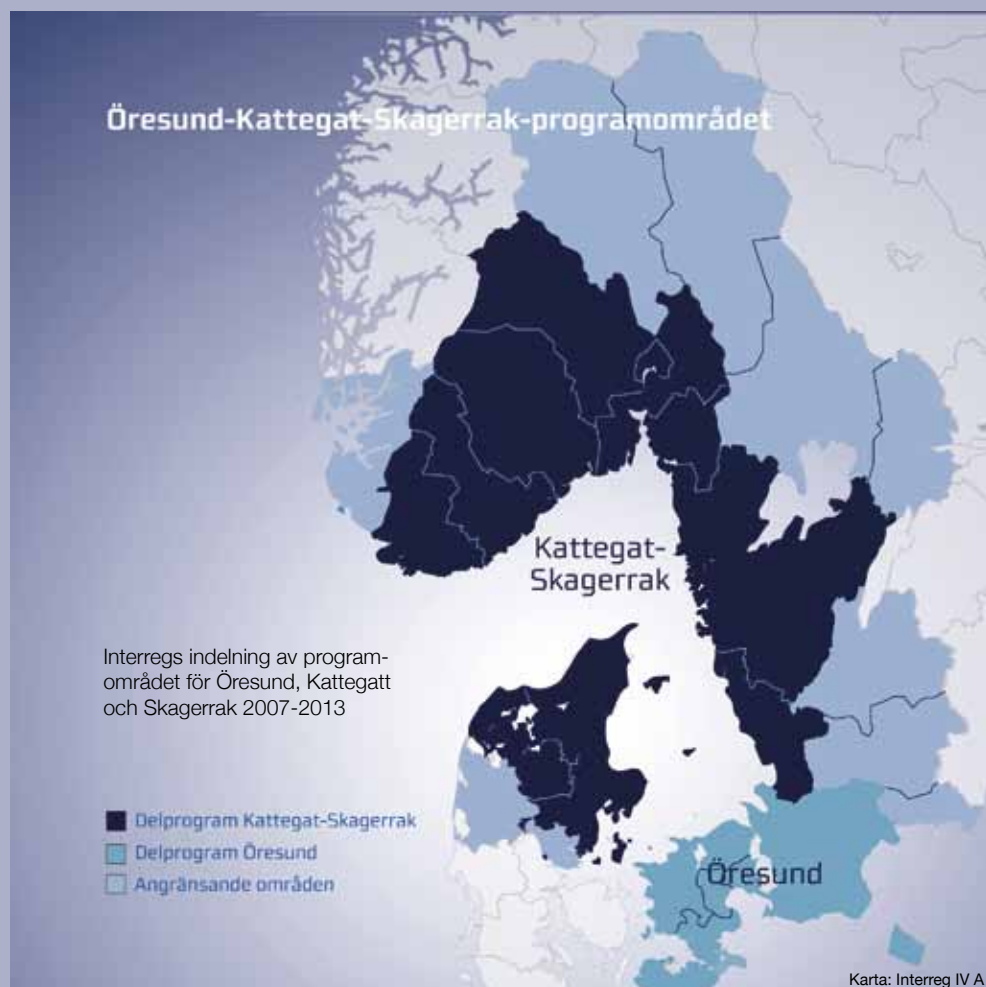 Öresund-Kattegat-Skagerrak-programområdet
Kattegat-
Skagerrak
Interregs indelning av program-
området för Öresund, Kattegatt
och Skagerrak 2007-2013
Delprogram Kattegat-Skagerrak
Delprogram Öresund
Angränsande områden
Öresund
Karta: Interreg IV A